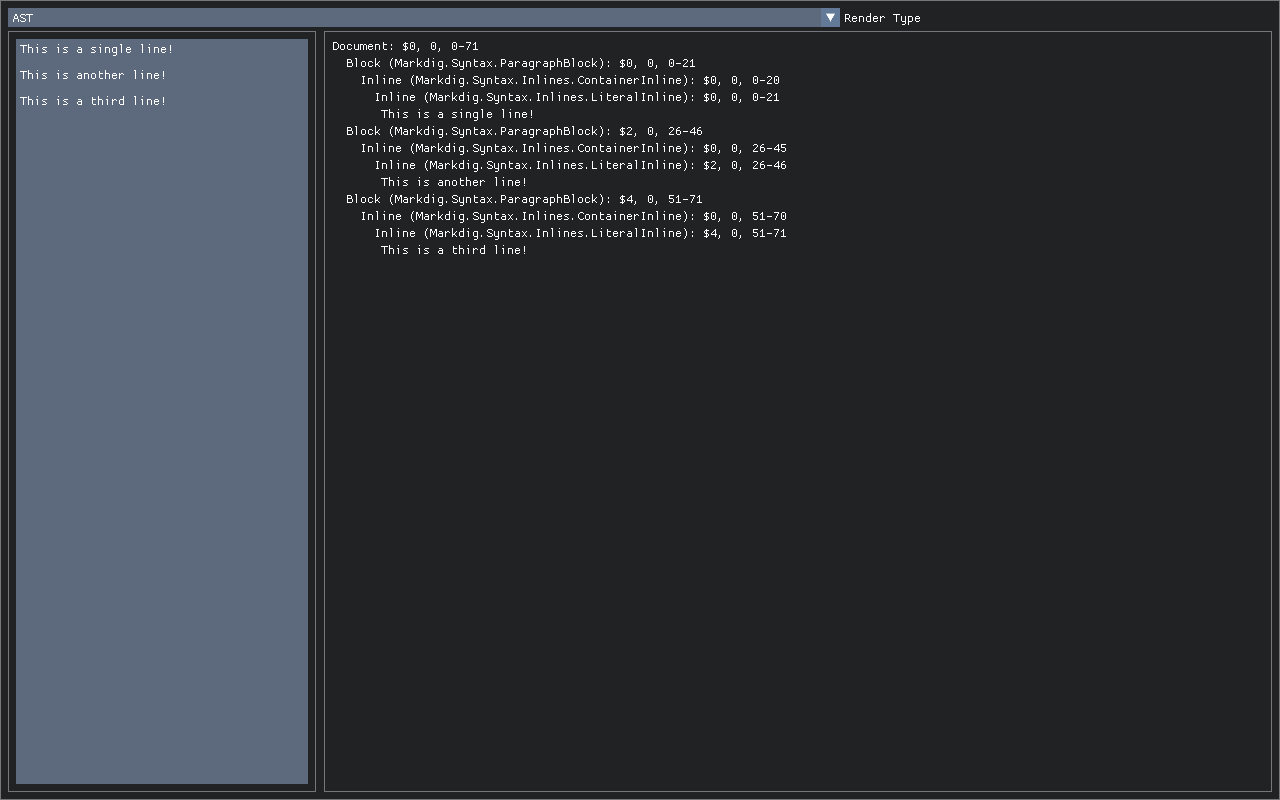 AST
Render Type
This is a single line!
This is another line!
This is a third line!
Document: $0, 0, 0-71
Block (Markdig.Syntax.ParagraphBlock): $0, 0, 0-21
Inline (Markdig.Syntax.Inlines.ContainerInline): $0, 0, 0-20
Inline (Markdig.Syntax.Inlines.LiteralInline): $0, 0, 0-21
This is a single line!
Block (Markdig.Syntax.ParagraphBlock): $2, 0, 26-46
Inline (Markdig.Syntax.Inlines.ContainerInline): $0, 0, 26-45
Inline (Markdig.Syntax.Inlines.LiteralInline): $2, 0, 26-46
This is another line!
Block (Markdig.Syntax.ParagraphBlock): $4, 0, 51-71
Inline (Markdig.Syntax.Inlines.ContainerInline): $0, 0, 51-70
Inline (Markdig.Syntax.Inlines.LiteralInline): $4, 0, 51-71
This is a third line!